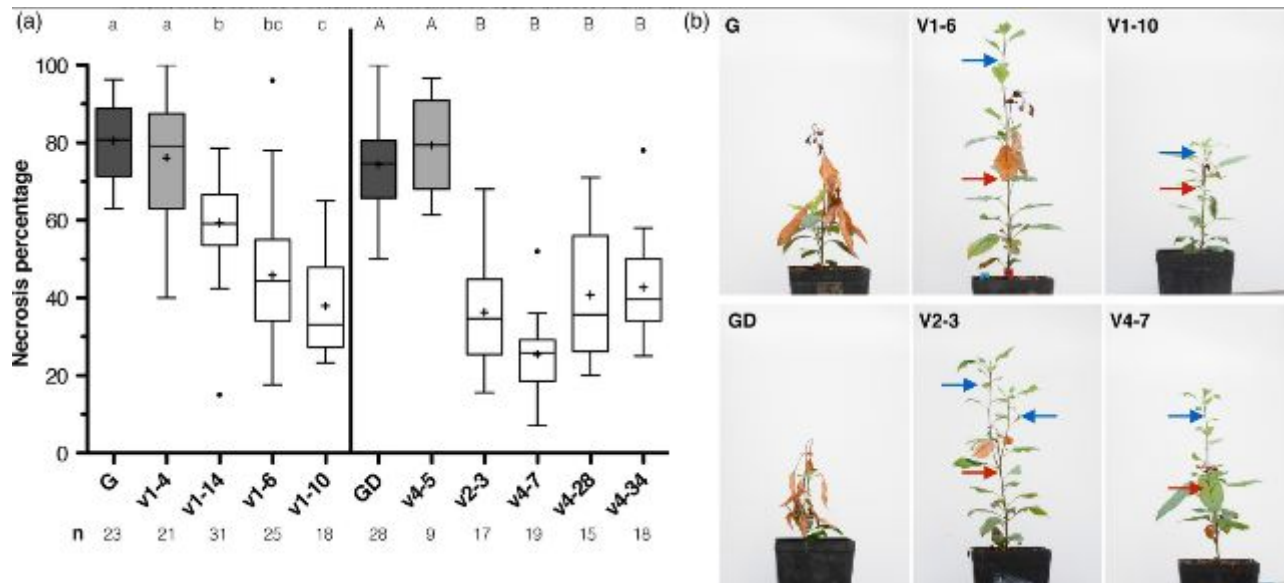 (a) a a b bc c A A B B B B
Necrosis percentage
100
80
60
40
20
0
G v1-4 v1-14 v1-6 v1-10 GD v4-5 v2-3 v4-7 v4-28 v4-34
n 23 21 31 25 18 28 9 17 19 15 18
(b)
G V1-6 V1-10
GD V2-3 V4-7